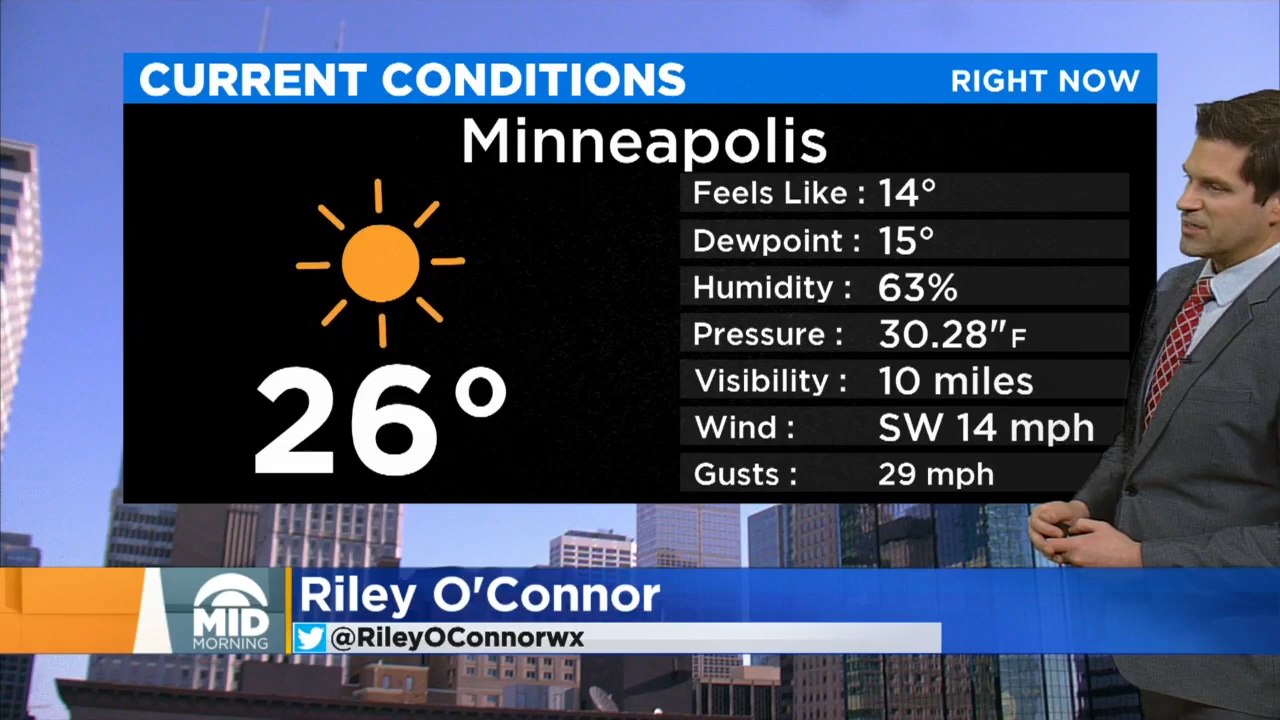 CURRENT CONDITIONS RIGHT NOW
Minneapolis
Feels Like : 14°
Dewpoint : 15°
Humidity : 63%
Pressure : 30.28"F
Visibility : 10 miles
Wind : SW 14 mph
Gusts : 29 mph
26°
Riley O'Connor
MID
MORNING
@RileyOConnorwx